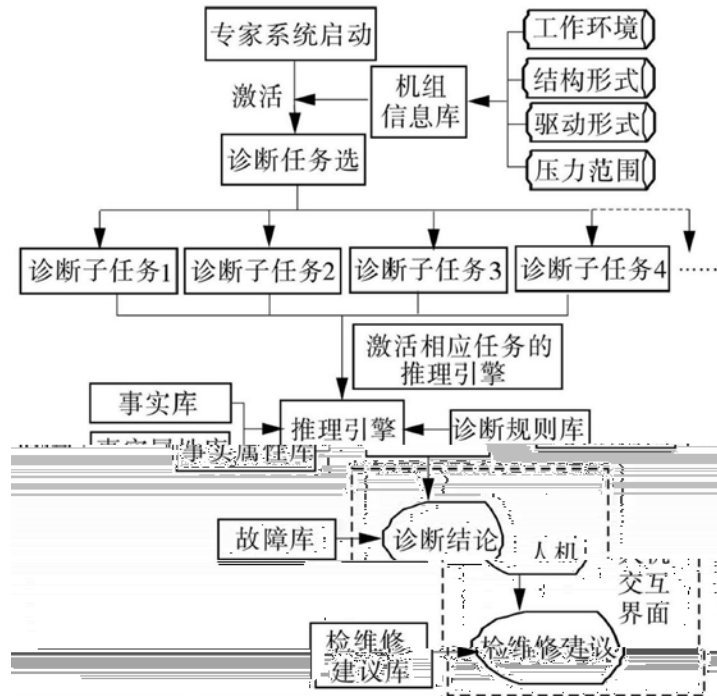 专家系统启动
工作环境
结构形式
激活
机组
信息库
驱动形式
诊断任务选
压力范围
诊断子任务1
诊断子任务2
诊断子任务3
诊断子任务4
……
激活相应任务的
推理引擎
事实库
推理引擎
诊断规则库
事实属性库
故障库
诊断结论
人机
交互
界面
检维修
建议库
检维修建议